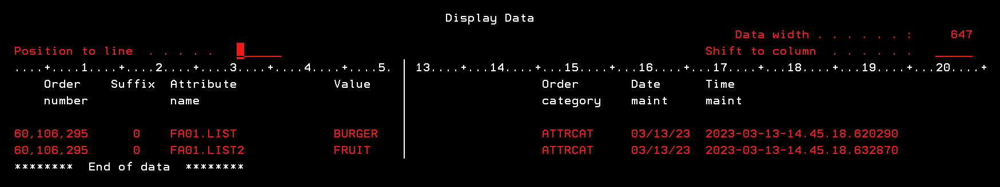 Display Data
Data width . . . . . . :     647
Position to line  . . . . .     Shift to column  . . . . . .
....+....1....+....2....+....3....+....4....+....5.  13....+...14....+...15....+...16....+...17....+...18....+...19....+...20....+
Order    Suffix  Attribute             Value     Order       Date      Time
number           name                            category    maint     maint
60,106,295      0    FA01.LIST             BURGER    ATTRCAT     03/13/23  2023-03-13-14.45.18.620290
60,106,295      0    FA01.LIST2            FRUIT     ATTRCAT     03/13/23  2023-03-13-14.45.18.632870
********  End of data  ********